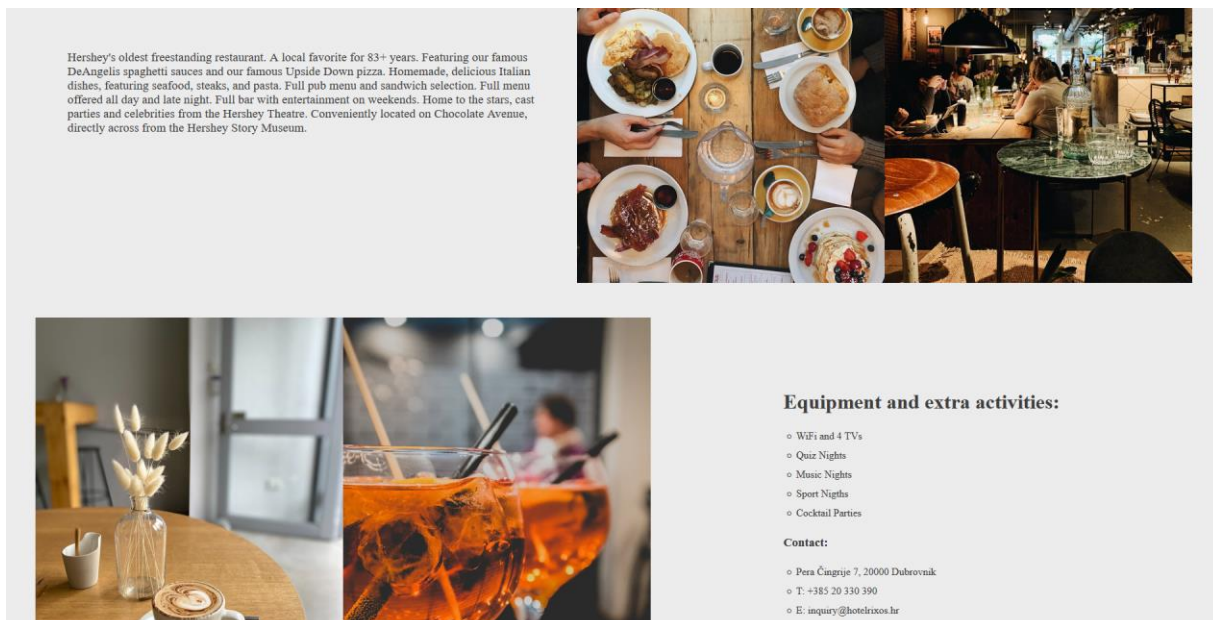 Hershey's oldest freestanding restaurant. A local favorite for 83+ years. Featuring our famous
DeAngelis spaghetti sauces and our famous Upside Down pizza. Homemade, delicious Italian
dishes, featuring seafood, steaks, and pasta. Full pub menu and sandwich selection. Full menu
offered all day and late night. Full bar with entertainment on weekends. Home to the stars, cast
parties and celebrities from the Hershey Theatre. Conveniently located on Chocolate Avenue,
directly across from the Hershey Story Museum.
Equipment and extra activities:
WiFi and 4 TVs
Quiz Nights
Music Nights
Sport Nigths
Cocktail Parties
Contact:
Pera Čingrije 7, 20000 Dubrovnik
T: +385 20 330 390
E: inquiry@hotelrixos.hr